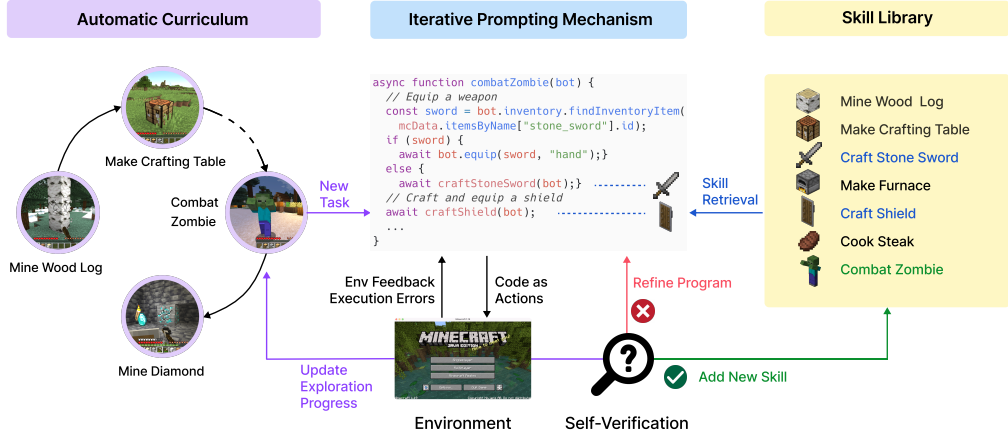 Automatic Curriculum
Iterative Prompting Mechanism
Skill Library
Make Crafting Table
Combat
Zombie
Mine Wood Log
Mine Diamond
New
Task
async function combatZombie(bot) {
// Equip a weapon
const sword = bot.inventory.findInventoryItem(
mcData.itemsByName["stone_sword"].id);
if (sword) {
await bot.equip(sword, "hand");}
else {
await craftStoneSword(bot);}
// Craft and equip a shield
await craftShield(bot);
...
}
Skill
Retrieval
Mine Wood Log
Make Crafting Table
Craft Stone Sword
Make Furnace
Craft Shield
Cook Steak
Combat Zombie
Env Feedback
Execution Errors
Code as
Actions
Refine Program
Update
Exploration
Progress
MINECRAFT
JAVA EDITION
?
Add New Skill
Environment
Self-Verification